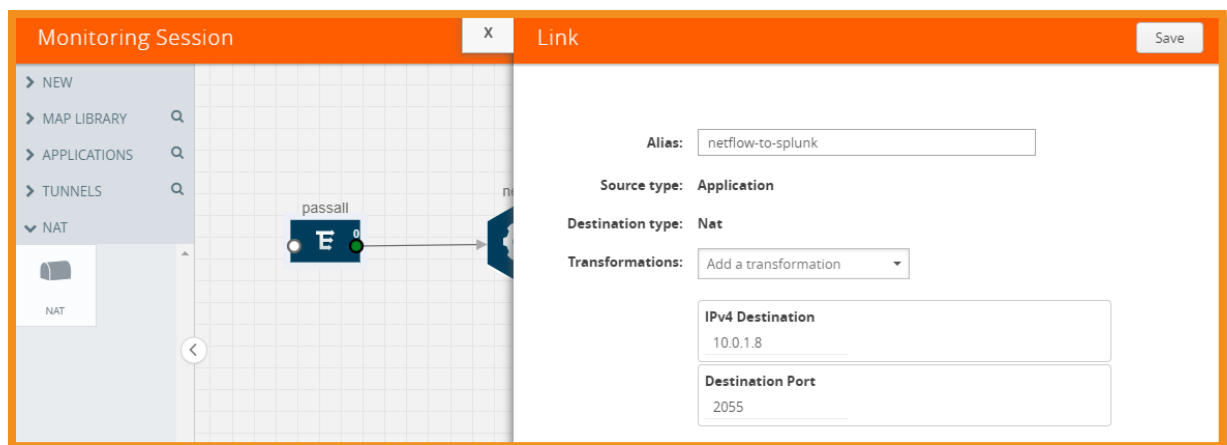 Monitoring Session
X
Link
Save
NEW
MAP LIBRARY
APPLICATIONS
TUNNELS
NAT
NAT
passall
0
Alias: netflow-to-splunk
Source type: Application
Destination type: Nat
Transformations: Add a transformation
IPv4 Destination
10.0.1.8
Destination Port
2055